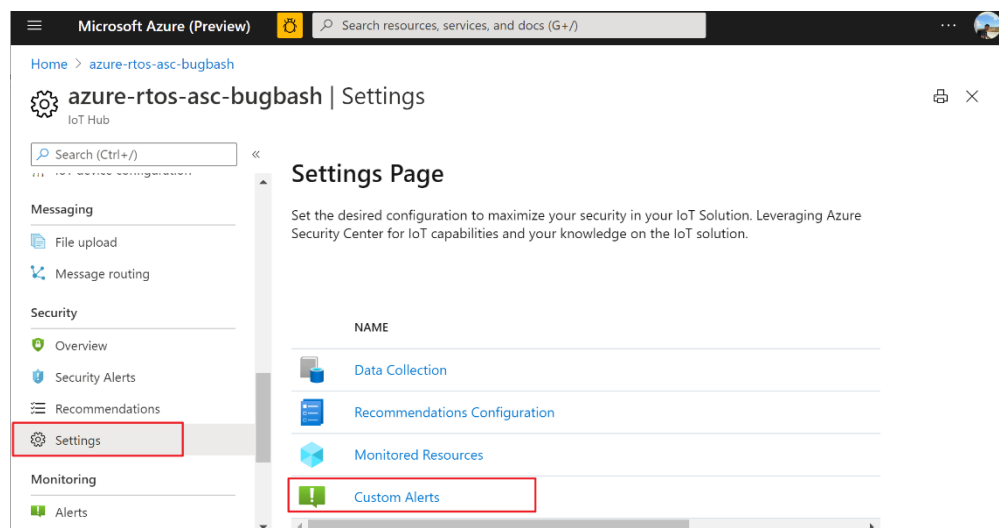 Microsoft Azure (Preview)
Search resources, services, and docs (G+/)
...
Home > azure-rtos-asc-bugbash
azure-rtos-asc-bugbash | Settings
IoT Hub
Search (Ctrl+/)
«
IoT device configuration
Messaging
File upload
Message routing
Security
Overview
Security Alerts
Recommendations
Settings
Monitoring
Alerts
Settings Page
Set the desired configuration to maximize your security in your IoT Solution. Leveraging Azure
Security Center for IoT capabilities and your knowledge on the IoT solution.
NAME
Data Collection
Recommendations Configuration
Monitored Resources
Custom Alerts